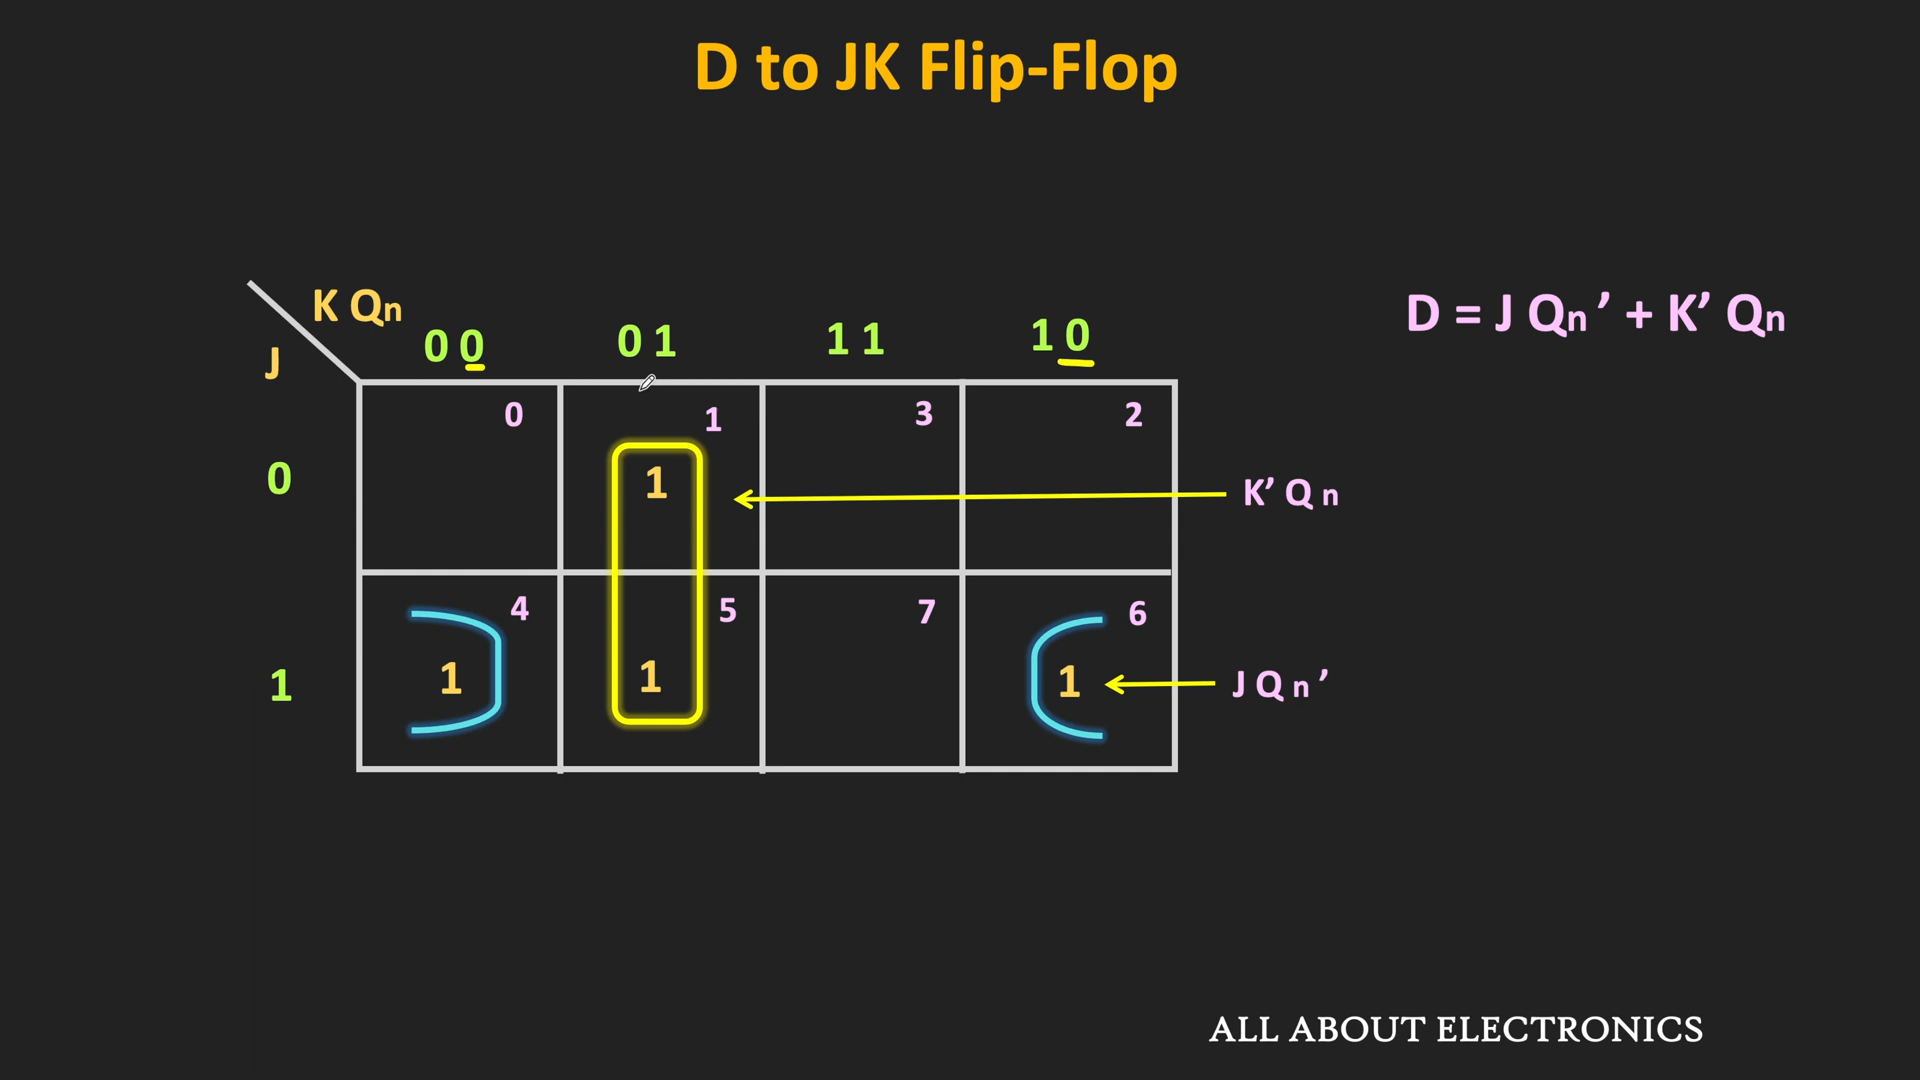 D to JK Flip-Flop
K Qn
J
0 0
0 1
1 1
1 0
D = J Qn ’ + K’ Qn
0
1
3
2
0
1
K’ Q n
4
5
7
6
1
1
1
1
J Q n ’
ALL ABOUT ELECTRONICS